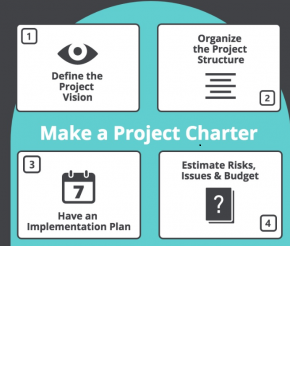 1
Define the
Project
Vision
Organize
the Project
Structure
2
Make a Project Charter
3
7
Have an
Implementation Plan
Estimate Risks,
Issues & Budget
?
4